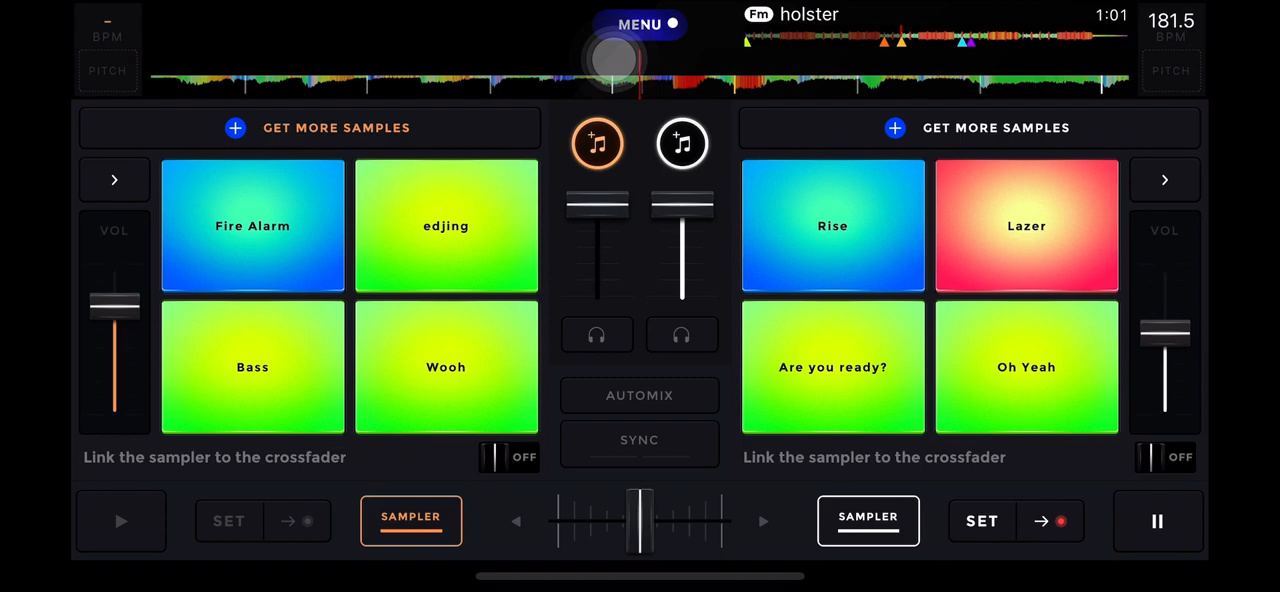 –
BPM
PITCH
MENU
Fm holster
1:01
181.5
BPM
PITCH
GET MORE SAMPLES
GET MORE SAMPLES
VOL
Fire Alarm
edjing
Rise
Lazer
VOL
Bass
Wooh
Are you ready?
Oh Yeah
AUTOMIX
SYNC
Link the sampler to the crossfader
OFF
Link the sampler to the crossfader
OFF
SET
SAMPLER
SAMPLER
SET